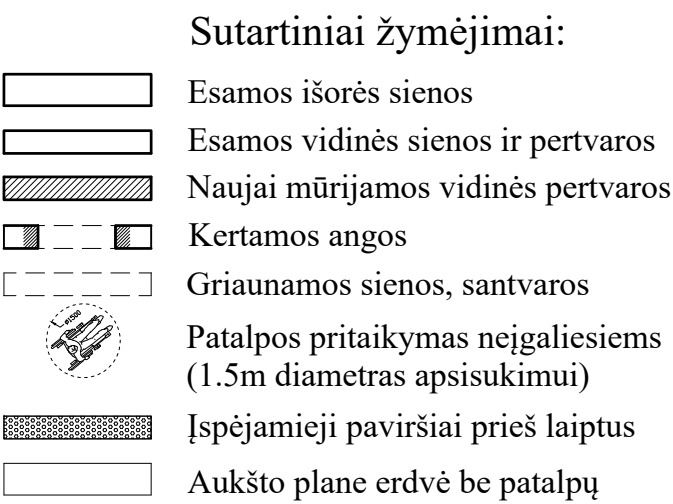 Sutartiniai žymėjimai:
Esamos išorės sienos
Esamos vidinės sienos ir pertvaros
Naujai mūrijamos vidinės pertvaros
Kertamos angos
Griaunamos sienos, santvaros
ø1500
Patalpos pritaikymas neįgaliesiems
(1.5m diametras apsisukimui)
Įspėjamieji paviršiai prieš laiptus
Aukšto plane erdvė be patalpų